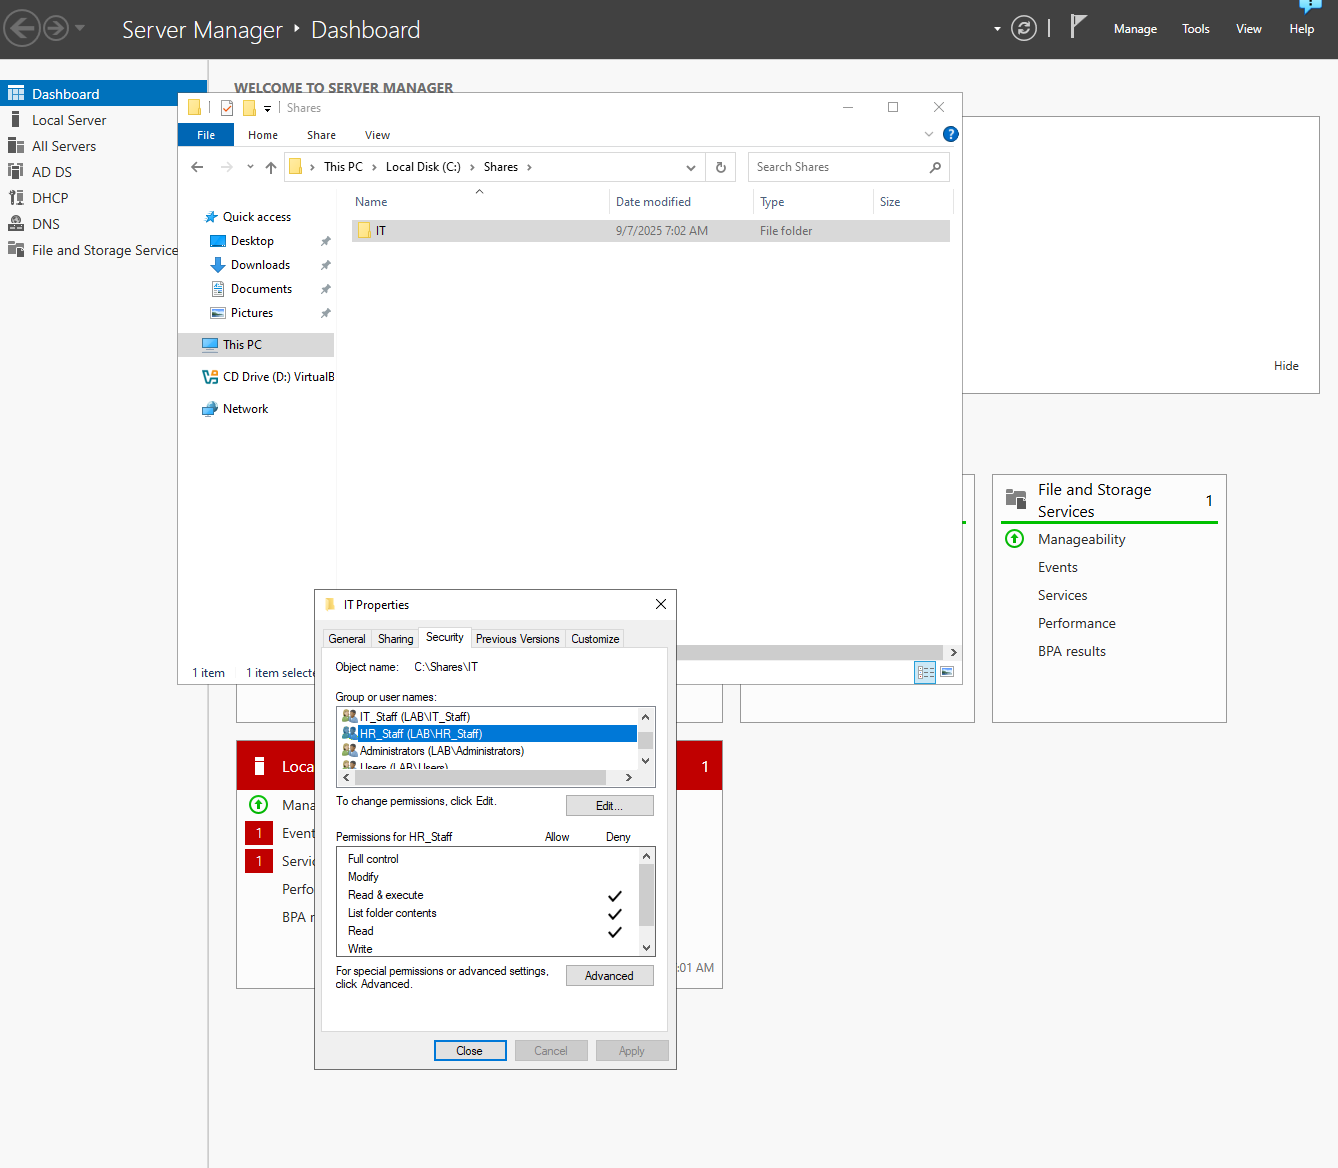 Server Manager ‣ Dashboard
Manage Tools View Help
Dashboard
Local Server
All Servers
AD DS
DHCP
DNS
File and Storage Service
WELCOME TO SERVER MANAGER
Shares
File Home Share View
This PC > Local Disk (C:) > Shares >
Search Shares
Name Date modified Type Size
IT 9/7/2025 7:02 AM File folder
Quick access
Desktop
Downloads
Documents
Pictures
This PC
CD Drive (D:) VirtualB
Network
1 item 1 item selecte
Hide
File and Storage
Services
1
Manageability
Events
Services
Performance
BPA results
Loca
1
Mana
1 Event
1 Servic
Perfo
BPA r
:01 AM
IT Properties
General Sharing Security Previous Versions Customize
Object name: C:\Shares\IT
Group or user names:
IT_Staff (LAB\IT_Staff)
HR_Staff (LAB\HR_Staff)
Administrators (LAB\Administrators)
Users (LAB\Users)
To change permissions, click Edit.
Edit...
Permissions for HR_Staff Allow Deny
Full control
Modify
Read & execute
List folder contents
Read
Write
For special permissions or advanced settings,
click Advanced.
Advanced
Close Cancel Apply